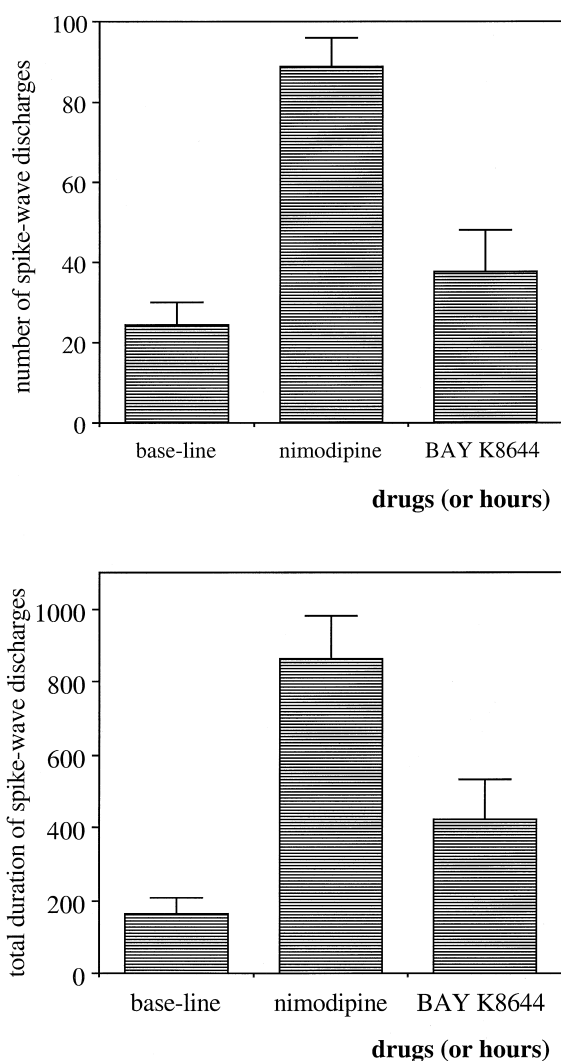 number of spike-wave discharges
100
80
60
40
20
0
base-line nimodipine BAY K8644
drugs (or hours)
total duration of spike-wave discharges
1000
800
600
400
200
0
base-line nimodipine BAY K8644
drugs (or hours)